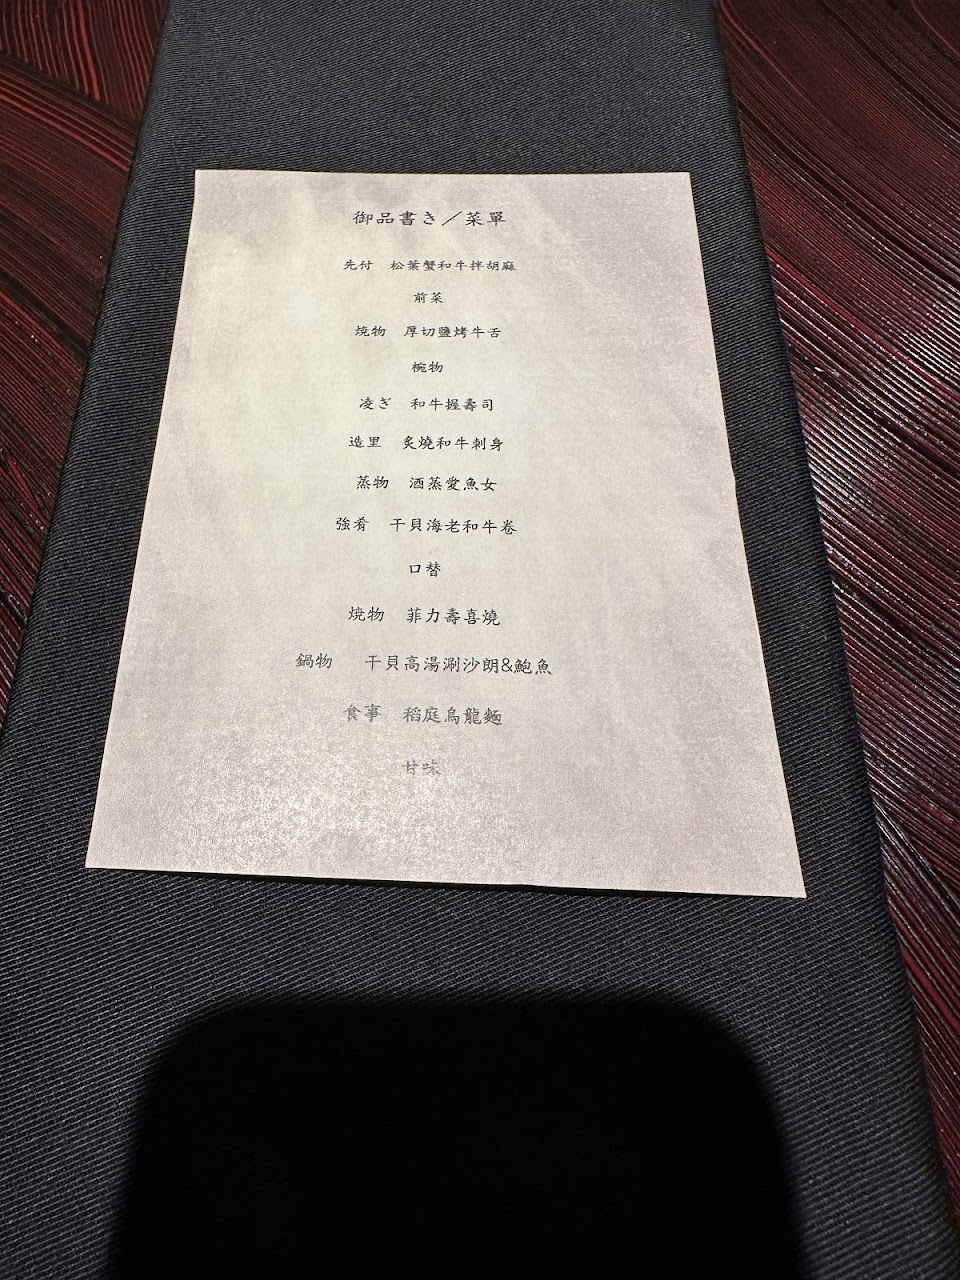 御品書き／菜單
先付　松葉蟹和牛拌胡麻
前菜
焼物　厚切鹽烤牛舌
椀物
凌ぎ　和牛握壽司
造里　炙燒和牛刺身
蒸物　酒蒸愛魚女
強肴　干貝海老和牛卷
口替
焼物　菲力壽喜燒
鍋物　干貝高湯涮沙朗&鮑魚
食事　稻庭烏龍麵
甘味